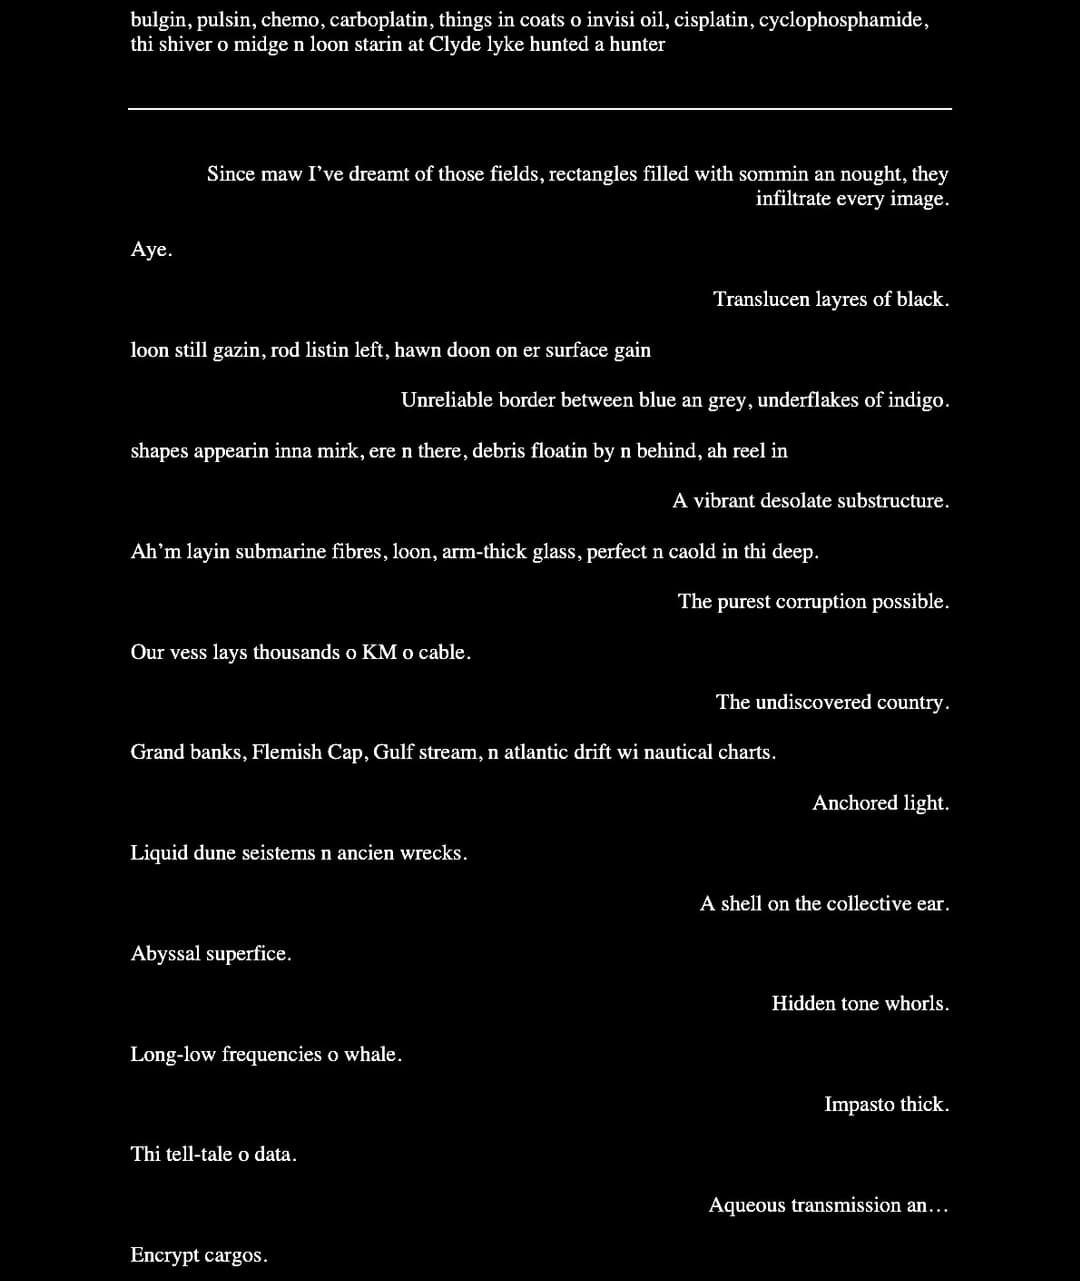 bulgin, pulsin, chemo, carboplatin, things in coats o invisi oil, cisplatin, cyclophosphamide,
thi shiver o midge n loon starin at Clyde lyke hunted a hunter
Since maw I’ve dreamt of those fields, rectangles filled with sommin an nought, they
infiltrate every image.
Aye.
Translucen layres of black.
loon still gazin, rod listin left, hawn doon on er surface gain
Unreliable border between blue an grey, underflakes of indigo.
shapes appearin inna mirk, ere n there, debris floatin by n behind, ah reel in
A vibrant desolate substructure.
Ah’m layin submarine fibres, loon, arm-thick glass, perfect n caold in thi deep.
The purest corruption possible.
Our vess lays thousands o KM o cable.
The undiscovered country.
Grand banks, Flemish Cap, Gulf stream, n atlantic drift wi nautical charts.
Anchored light.
Liquid dune seistems n ancien wrecks.
A shell on the collective ear.
Abyssal superfice.
Hidden tone whorls.
Long-low frequencies o whale.
Impasto thick.
Thi tell-tale o data.
Aqueous transmission an…
Encrypt cargos.